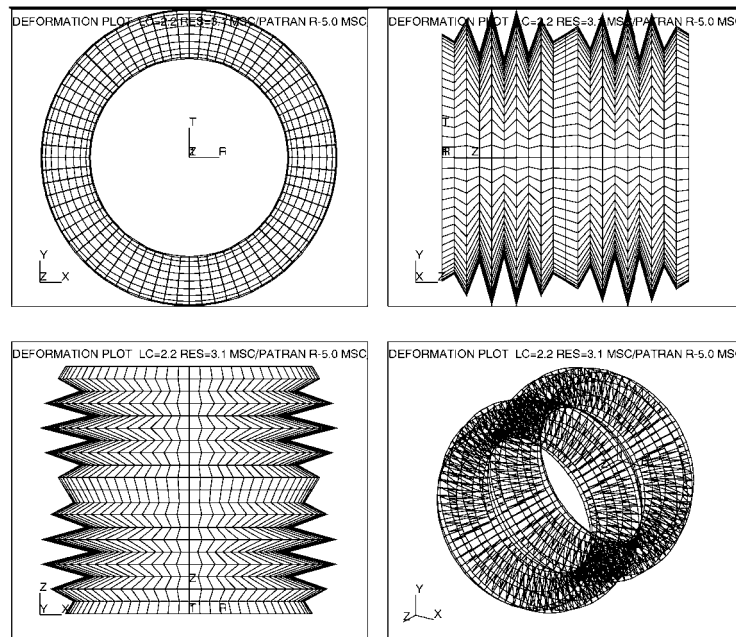 DEFORMATION PLOT LC=2.2 RES=3.1 MSC/PATRAN R-5.0 MSC
T
Z R
Y
Z X
DEFORMATION PLOT LC=2.2 RES=3.1 MSC/PATRAN R-5.0 MSC
T
R Z
Y
X Z
DEFORMATION PLOT LC=2.2 RES=3.1 MSC/PATRAN R-5.0 MSC
Z
T R
Z
Y X
DEFORMATION PLOT LC=2.2 RES=3.1 MSC/PATRAN R-5.0 MSC
Y
Z X